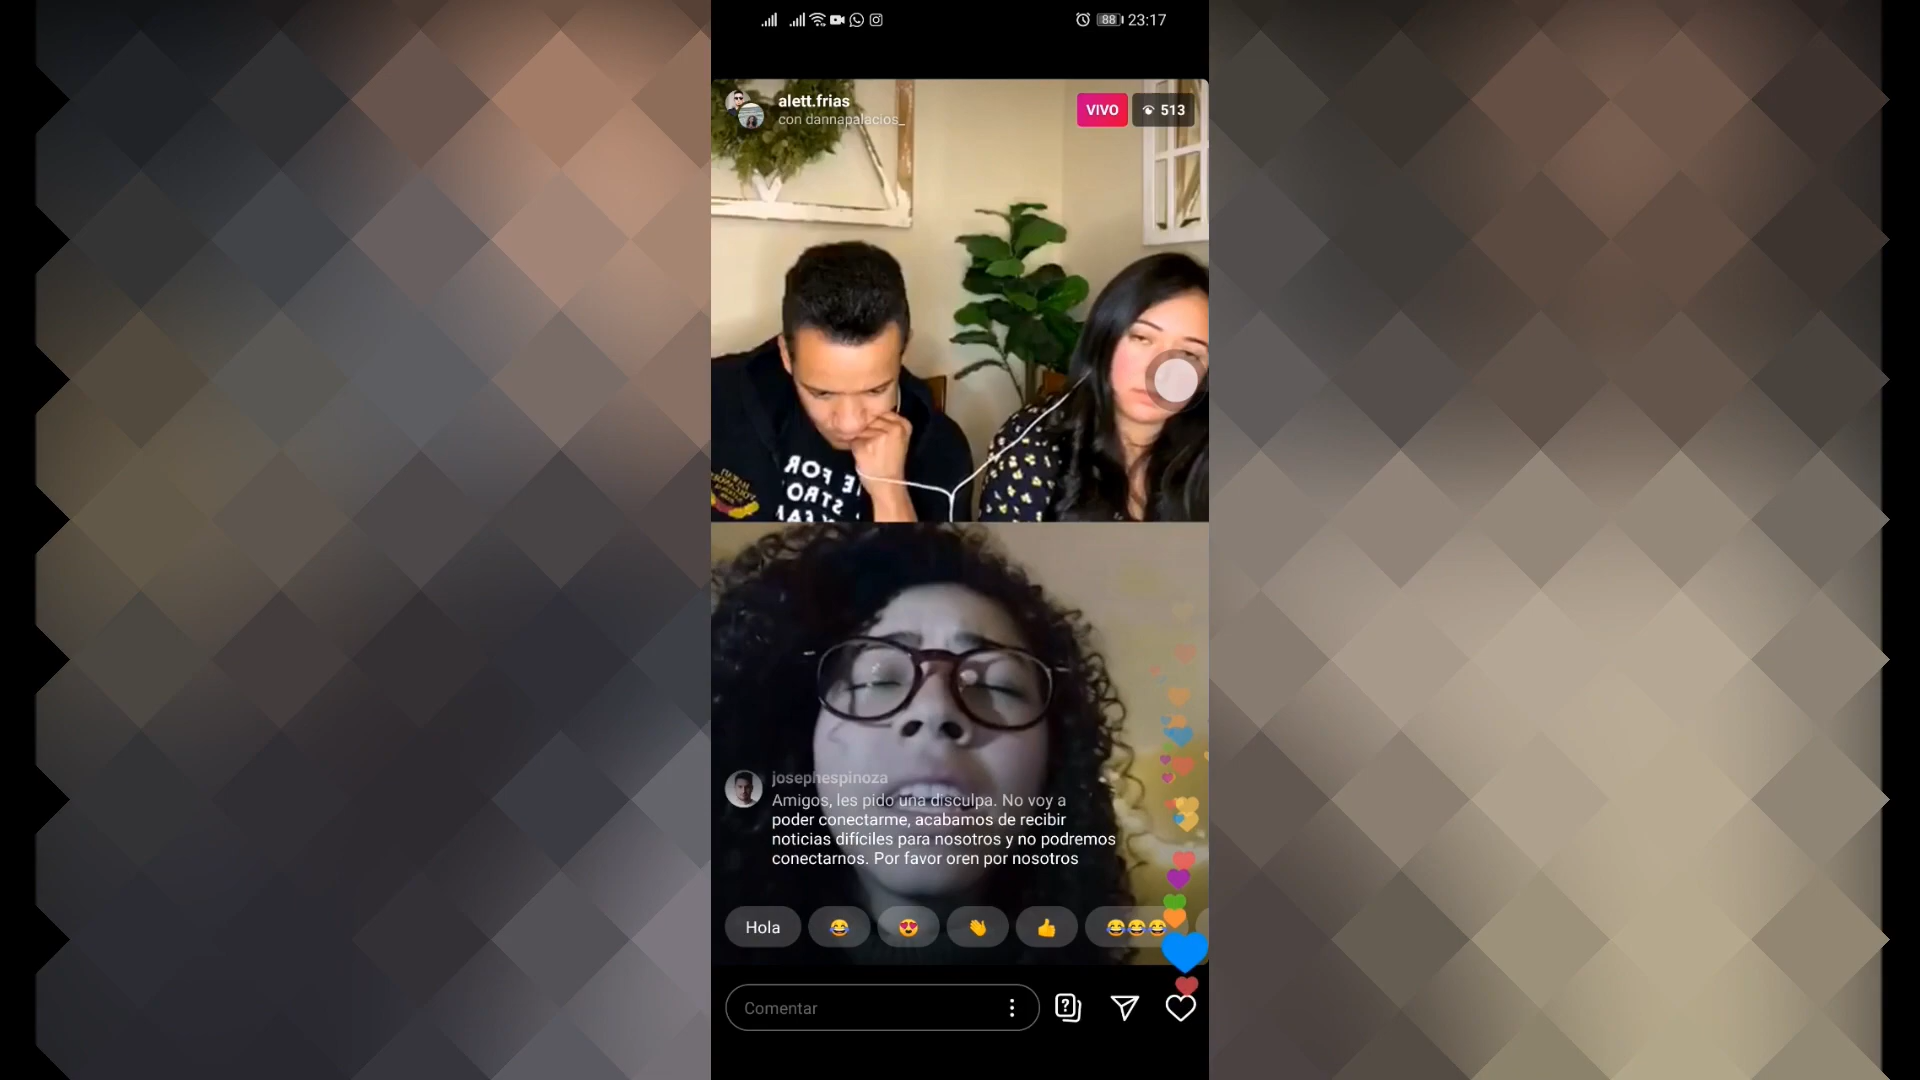 88 23:17
alett.frias
con dannapalacios_
VIVO
513
josephespinoza
Amigos, les pido una disculpa. No voy a
poder conectarme, acabamos de recibir
noticias difíciles para nosotros y no podremos
conectarnos. Por favor oren por nosotros
Hola
Comentar